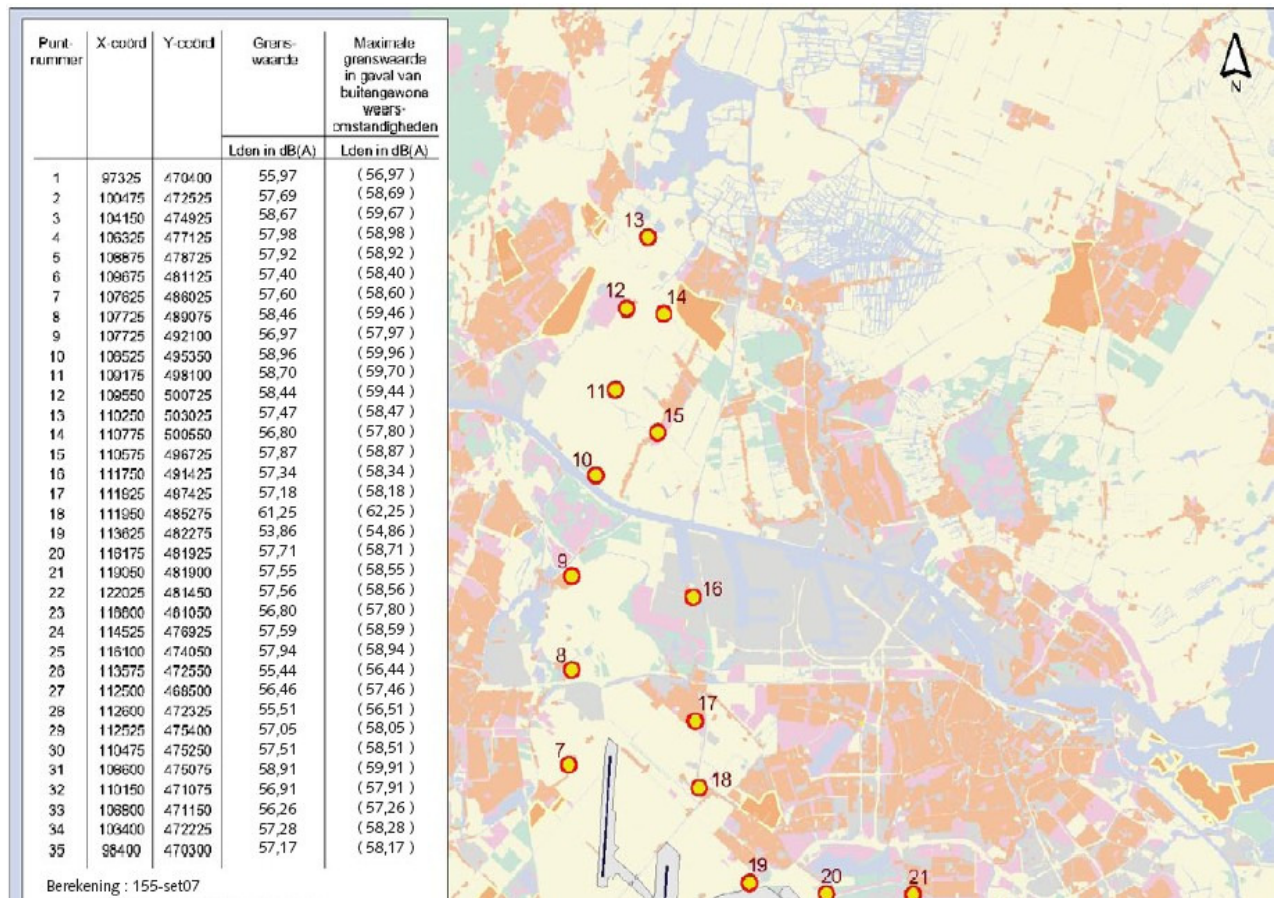 Punt- X-coörd Y-coörd Grens- Maximale
nummer waarde grenswaarde
in geval van
buitengewone
weers-
omstandigheden
Lden in dB(A) Lden in dB(A)
1 97325 470400 55,97 (56,97)
2 100475 472525 57,69 (58,69)
3 104150 474925 58,67 (59,67)
4 106325 477125 57,98 (58,98)
5 108875 478725 57,92 (58,92)
6 109675 481125 57,40 (58,40)
7 107625 486025 57,60 (58,60)
8 107725 489075 58,46 (59,46)
9 107725 492100 56,97 (57,97)
10 108525 495350 58,96 (59,96)
11 109175 498100 58,70 (59,70)
12 109550 500725 58,44 (59,44)
13 110250 503025 57,47 (58,47)
14 110775 500550 56,80 (57,80)
15 110575 496725 57,87 (58,87)
16 111750 491425 57,34 (58,34)
17 111825 487425 57,18 (58,18)
18 111950 485275 61,25 (62,25)
19 113625 482275 53,86 (54,86)
20 116175 481925 57,71 (58,71)
21 119050 481900 57,55 (58,55)
22 122025 481450 57,56 (58,56)
23 118800 481050 56,80 (57,80)
24 114525 476925 57,59 (58,59)
25 116100 474050 57,94 (58,94)
26 113575 472550 55,44 (56,44)
27 112500 468500 56,46 (57,46)
28 112600 472325 55,51 (56,51)
29 112525 475400 57,05 (58,05)
30 110475 475250 57,51 (58,51)
31 108600 475075 58,91 (59,91)
32 110150 471075 56,91 (57,91)
33 106800 471150 56,26 (57,26)
34 103400 472225 57,28 (58,28)
35 98400 470300 57,17 (58,17)
Berekening : 155-set07
N
13
12
14
11
15
10
9
16
8
17
7
18
19
20
21